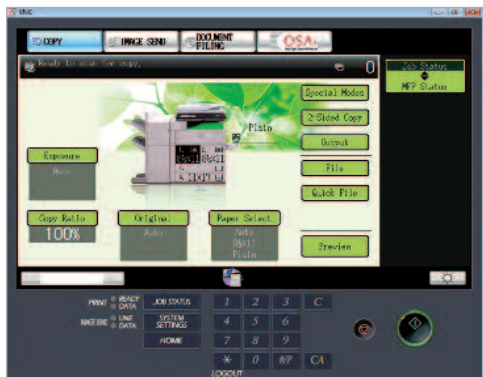 VNC
COPY IMAGE SEND DOCUMENT FILING OSA
Ready to scan for copy. 0
Job Status
MFP Status
Special Modes
2-Sided Copy
Output
File
Quick File
Preview
Plain
Exposure
Auto
Copy Ratio
100%
Original
Auto
Paper Select
Auto
8½X11
Plain
PRINT READY DATA
IMAGE SEND LINE DATA
JOB STATUS
SYSTEM SETTINGS
HOME
1 2 3 C
4 5 6
7 8 9
* 0 #/P CA
LOGOUT